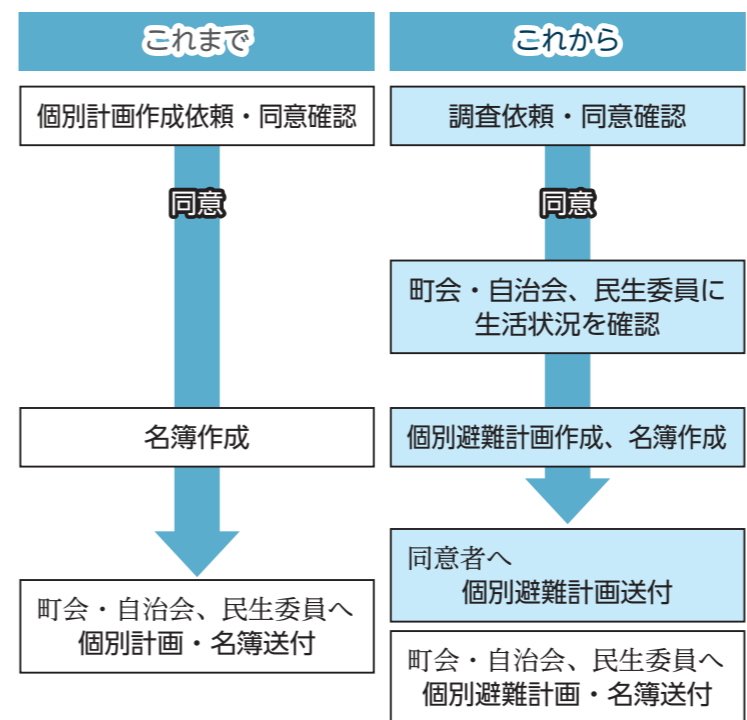 これまで
個別計画作成依頼・同意確認
同意
名簿作成
町会・自治会、民生委員へ
個別計画・名簿送付
これから
調査依頼・同意確認
同意
町会・自治会、民生委員に
生活状況を確認
個別避難計画作成、名簿作成
同意者へ
個別避難計画送付
町会・自治会、民生委員へ
個別避難計画・名簿送付